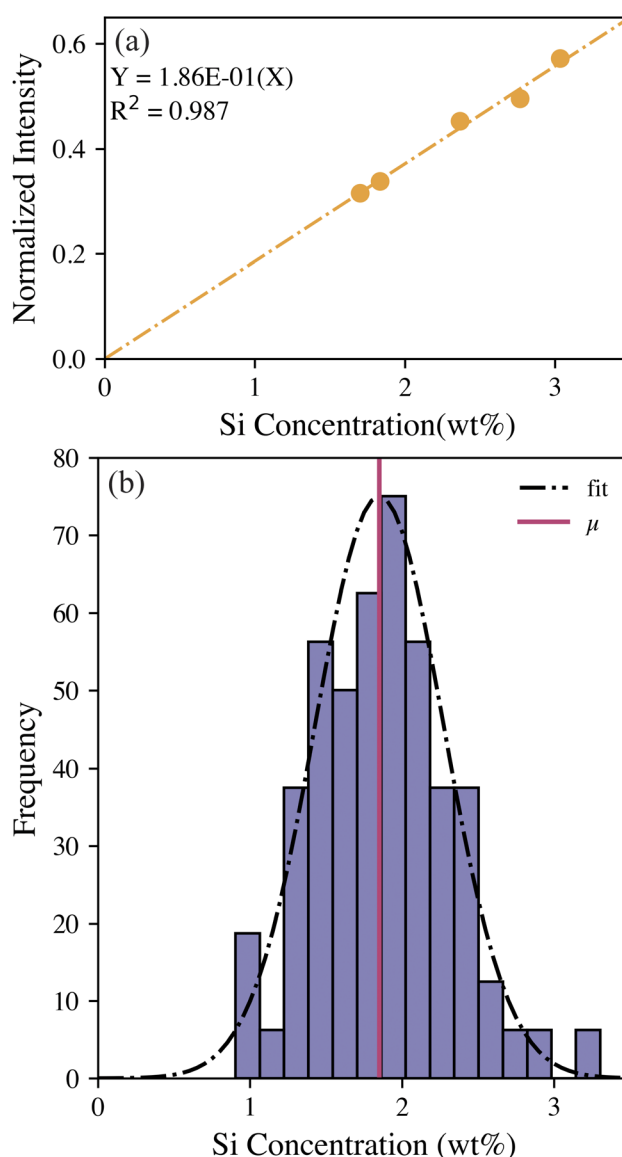 (a)
Y = 1.86E-01(X)
R² = 0.987
Normalized Intensity
0.6
0.4
0.2
0.0
0 1 2 3
Si Concentration(wt%)
(b)
fit
μ
Frequency
80
70
60
50
40
30
20
10
0
0 1 2 3
Si Concentration (wt%)